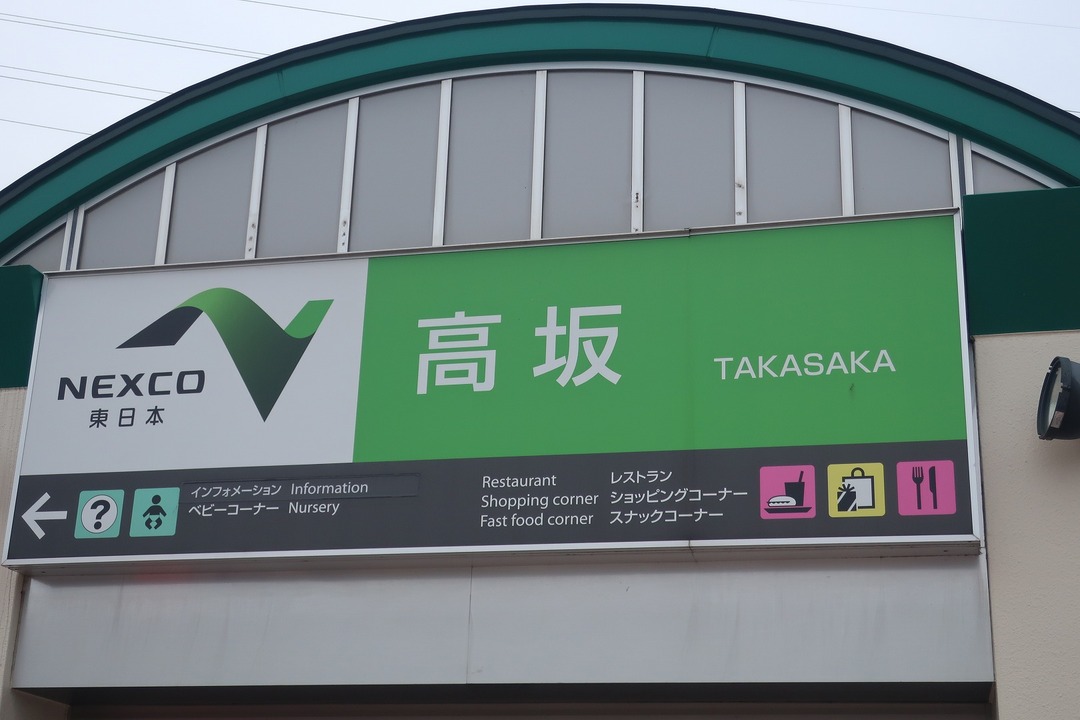 NEXCO
東日本
高坂
TAKASAKA
インフォメーション Information
ベビーコーナー Nursery
Restaurant レストラン
Shopping corner ショッピングコーナー
Fast food corner スナックコーナー